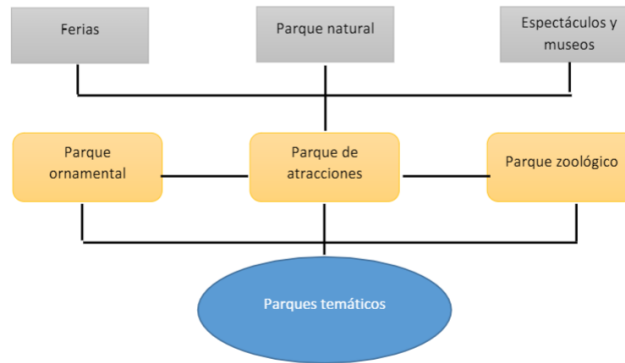 Ferias
Parque natural
Espectáculos y
museos
Parque
ornamental
Parque de
atracciones
Parque zoológico
Parques temáticos